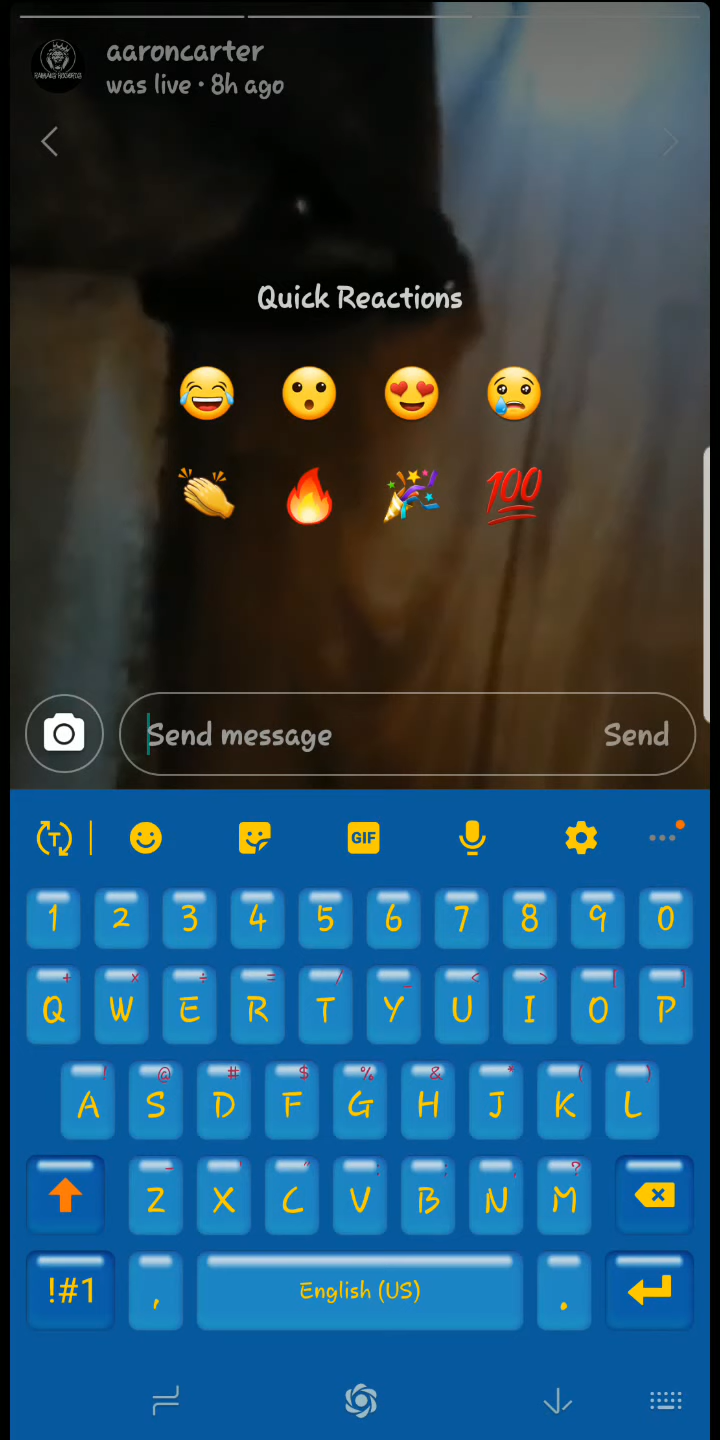 aaroncarter
was live • 8h ago
Quick Reactions
100
Send message Send
T GIF
1 2 3 4 5 6 7 8 9 0
+ × ÷ = / _ < > [ ]
Q W E R T Y U I O P
! @ # $ % & * ( )
A S D F G H J K L
- ' " : ; , ?
Z X C V B N M
!#1 , English (US) .